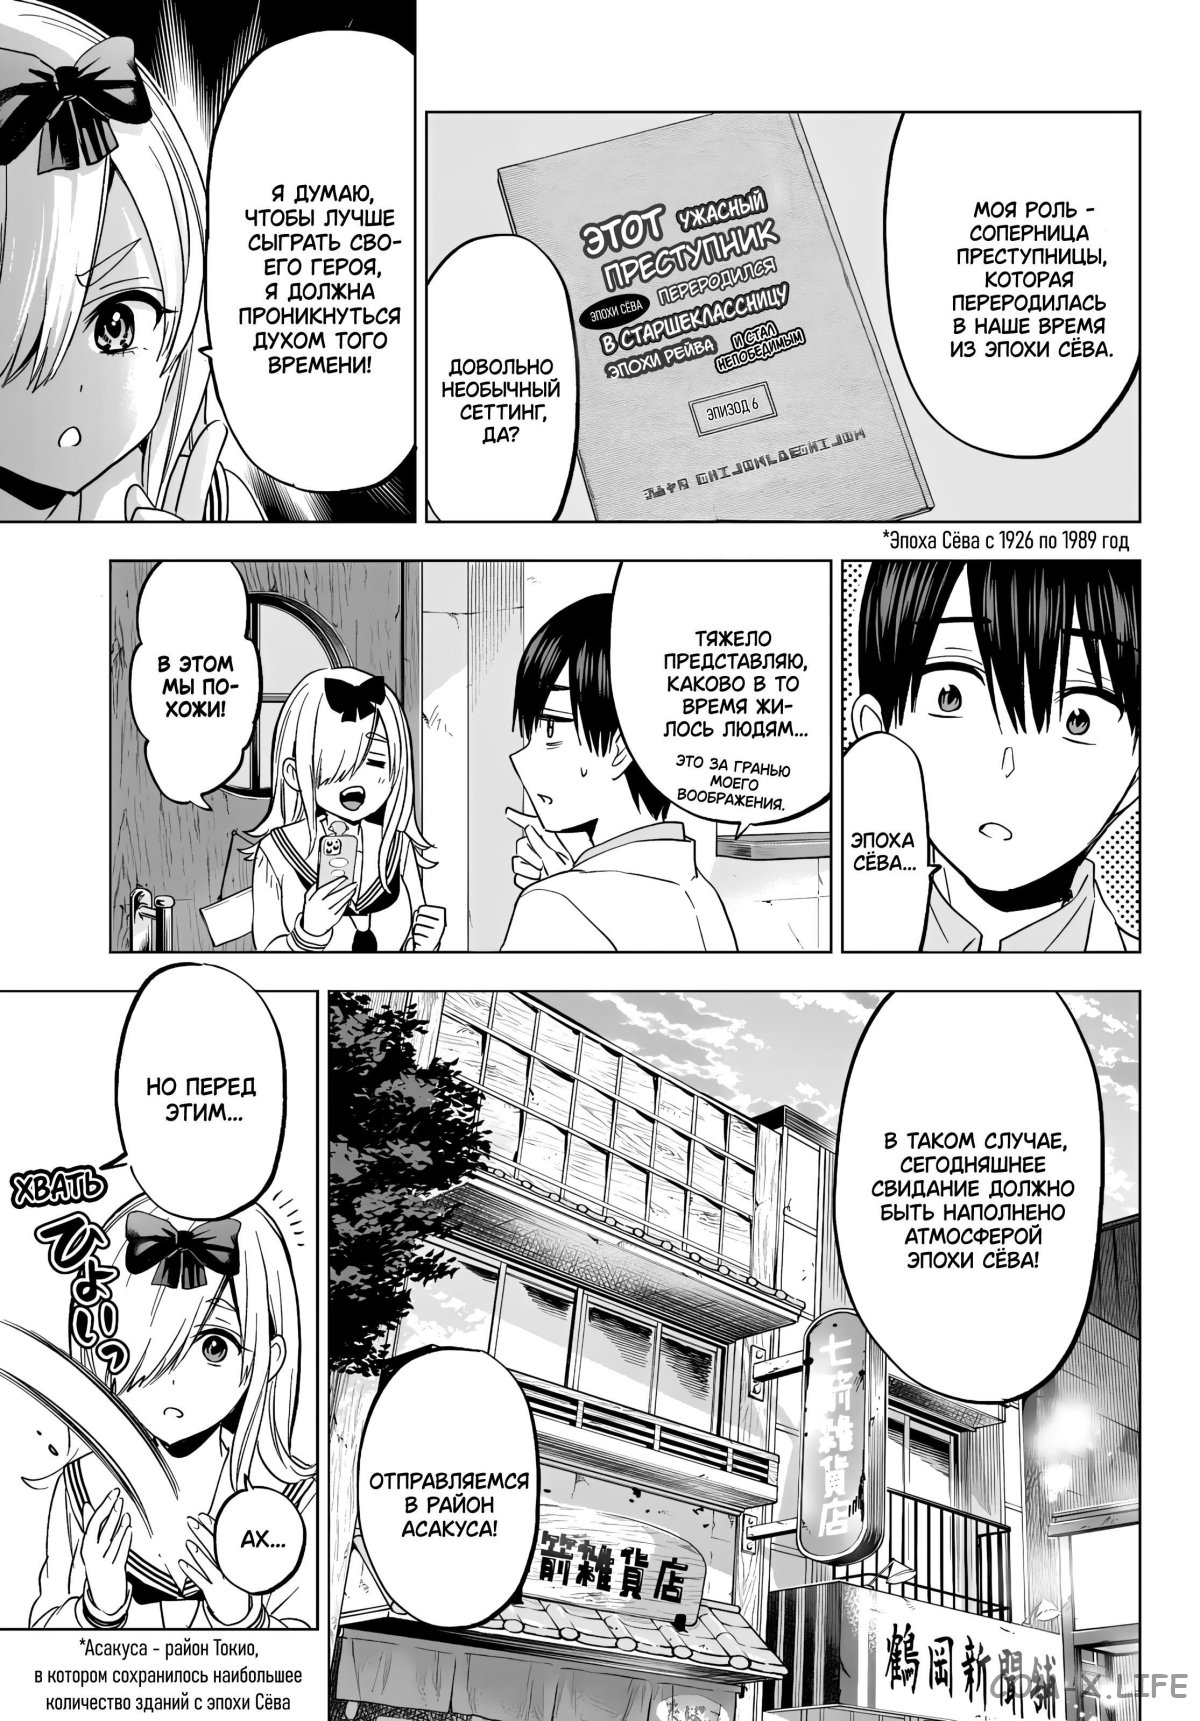 МОЯ РОЛЬ -
СОПЕРНИЦА
ПРЕСТУПНИЦЫ,
КОТОРАЯ
ПЕРЕРОДИЛАСЬ
В НАШЕ ВРЕМЯ
ИЗ ЭПОХИ СЁВА.
ЭТОТ УЖАСНЫЙ
ПРЕСТУПНИК
ЭПОХИ СЁВА ПЕРЕРОДИЛСЯ
В СТАРШЕКЛАССНИЦУ
ЭПОХИ РЕЙВА И СТАЛ
НЕПОБЕДИМЫМ
ЭПИЗОД 6
ДОВОЛЬНО
НЕОБЫЧНЫЙ
СЕТТИНГ,
ДА?
*Эпоха Сёва с 1926 по 1989 год
Я ДУМАЮ,
ЧТОБЫ ЛУЧШЕ
СЫГРАТЬ СВО-
ЕГО ГЕРОЯ,
Я ДОЛЖНА
ПРОНИКНУТЬСЯ
ДУХОМ ТОГО
ВРЕМЕНИ!
ЭПОХА
СЁВА...
ТЯЖЕЛО
ПРЕДСТАВЛЯЮ,
КАКОВО В ТО
ВРЕМЯ ЖИ-
ЛОСЬ ЛЮДЯМ...
ЭТО ЗА ГРАНЬЮ
МОЕГО
ВООБРАЖЕНИЯ.
В ЭТОМ
МЫ ПО-
ХОЖИ!
В ТАКОМ СЛУЧАЕ,
СЕГОДНЯШНЕЕ
СВИДАНИЕ ДОЛЖНО
БЫТЬ НАПОЛНЕНО
АТМОСФЕРОЙ
ЭПОХИ СЁВА!
ОТПРАВЛЯЕМСЯ
В РАЙОН
АСАКУСА!
七前雑貨店
前雑貨店
鶴岡新聞舗
НО ПЕРЕД
ЭТИМ...
ХВАТЬ
ひょいっ
АХ...
*Асакуса - район Токио,
в котором сохранилось наибольшее
количество зданий с эпохи Сёва
COM-X.LIFE